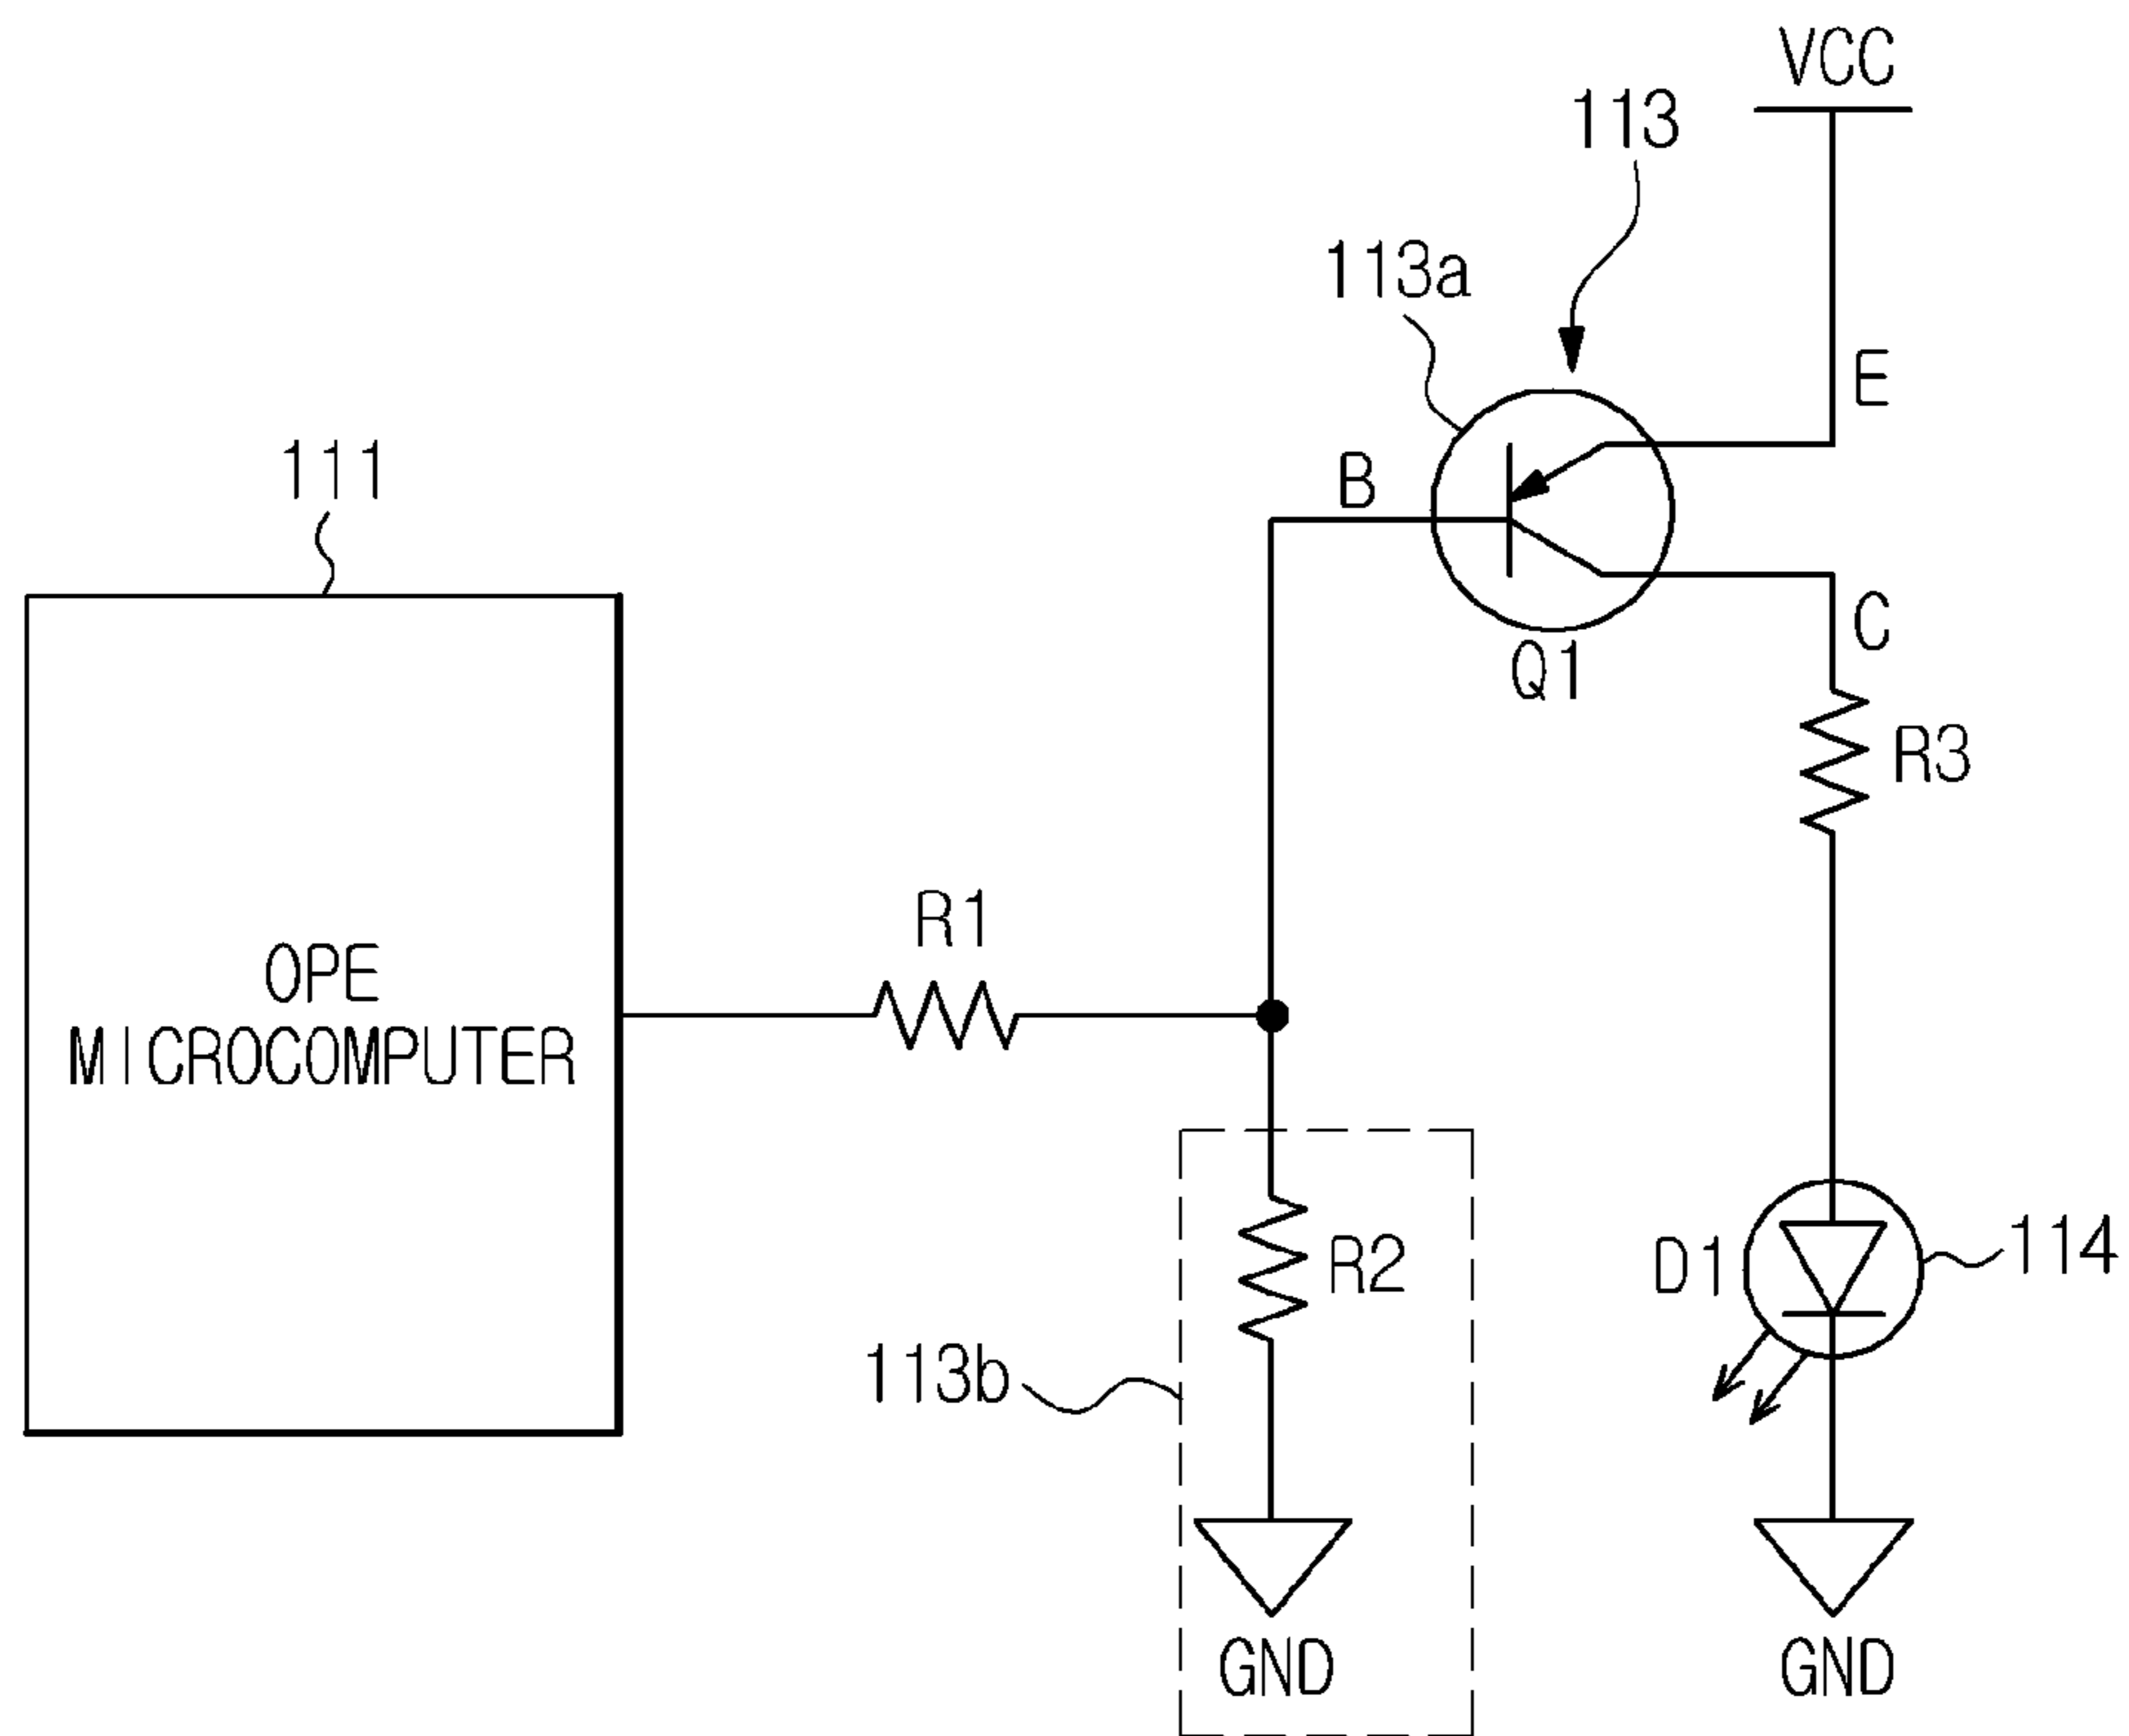 VCC
113
113a
E
B
111
C
Q1
R3
R1
OPE
MICROCOMPUTER
R2
D1
114
113b
GND
GND